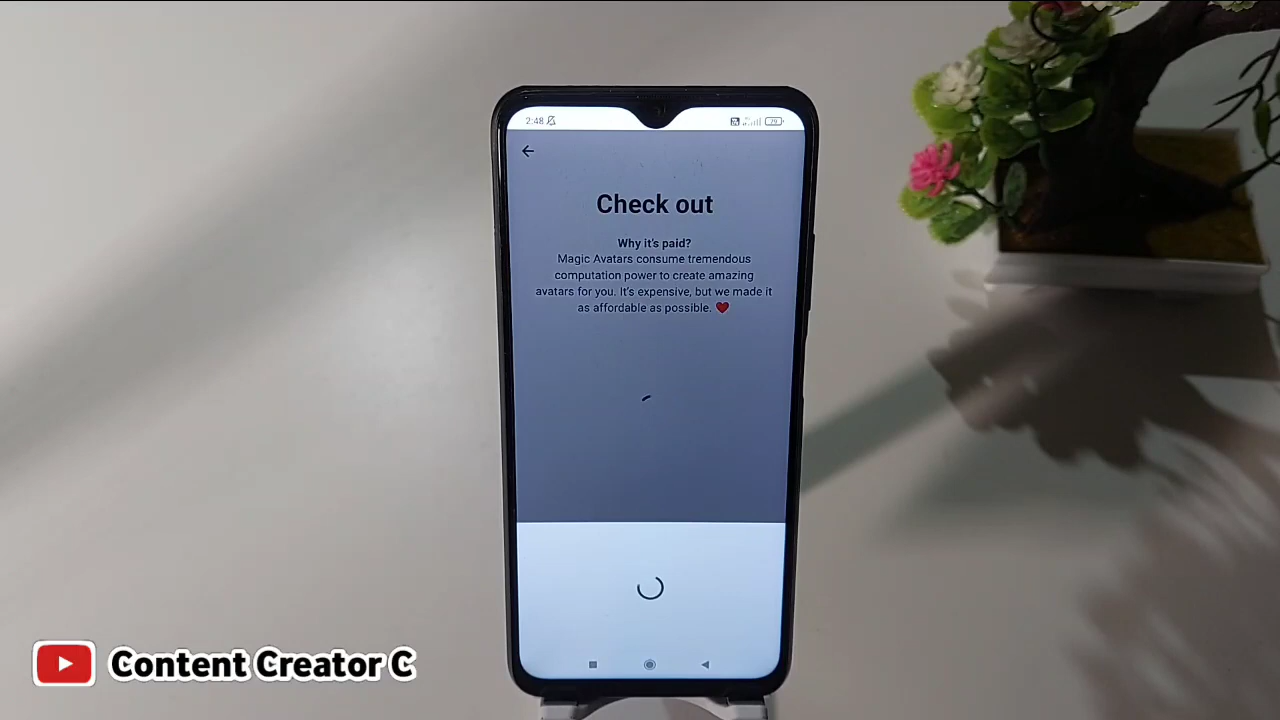 2:48
79
Check out
Why it's paid?
Magic Avatars consume tremendous
computation power to create amazing
avatars for you. It's expensive, but we made it
as affordable as possible. ❤️
Content Creator C